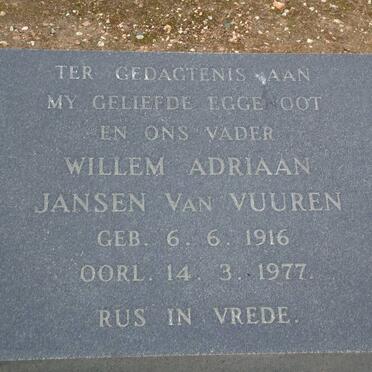 TER GEDAGTENIS AAN
MY GELIEFDE EGGENOOT
EN ONS VADER
WILLEM ADRIAAN
JANSEN VAN VUUREN
GEB. 6. 6. 1916
OORL. 14. 3. 1977.
RUS IN VREDE.